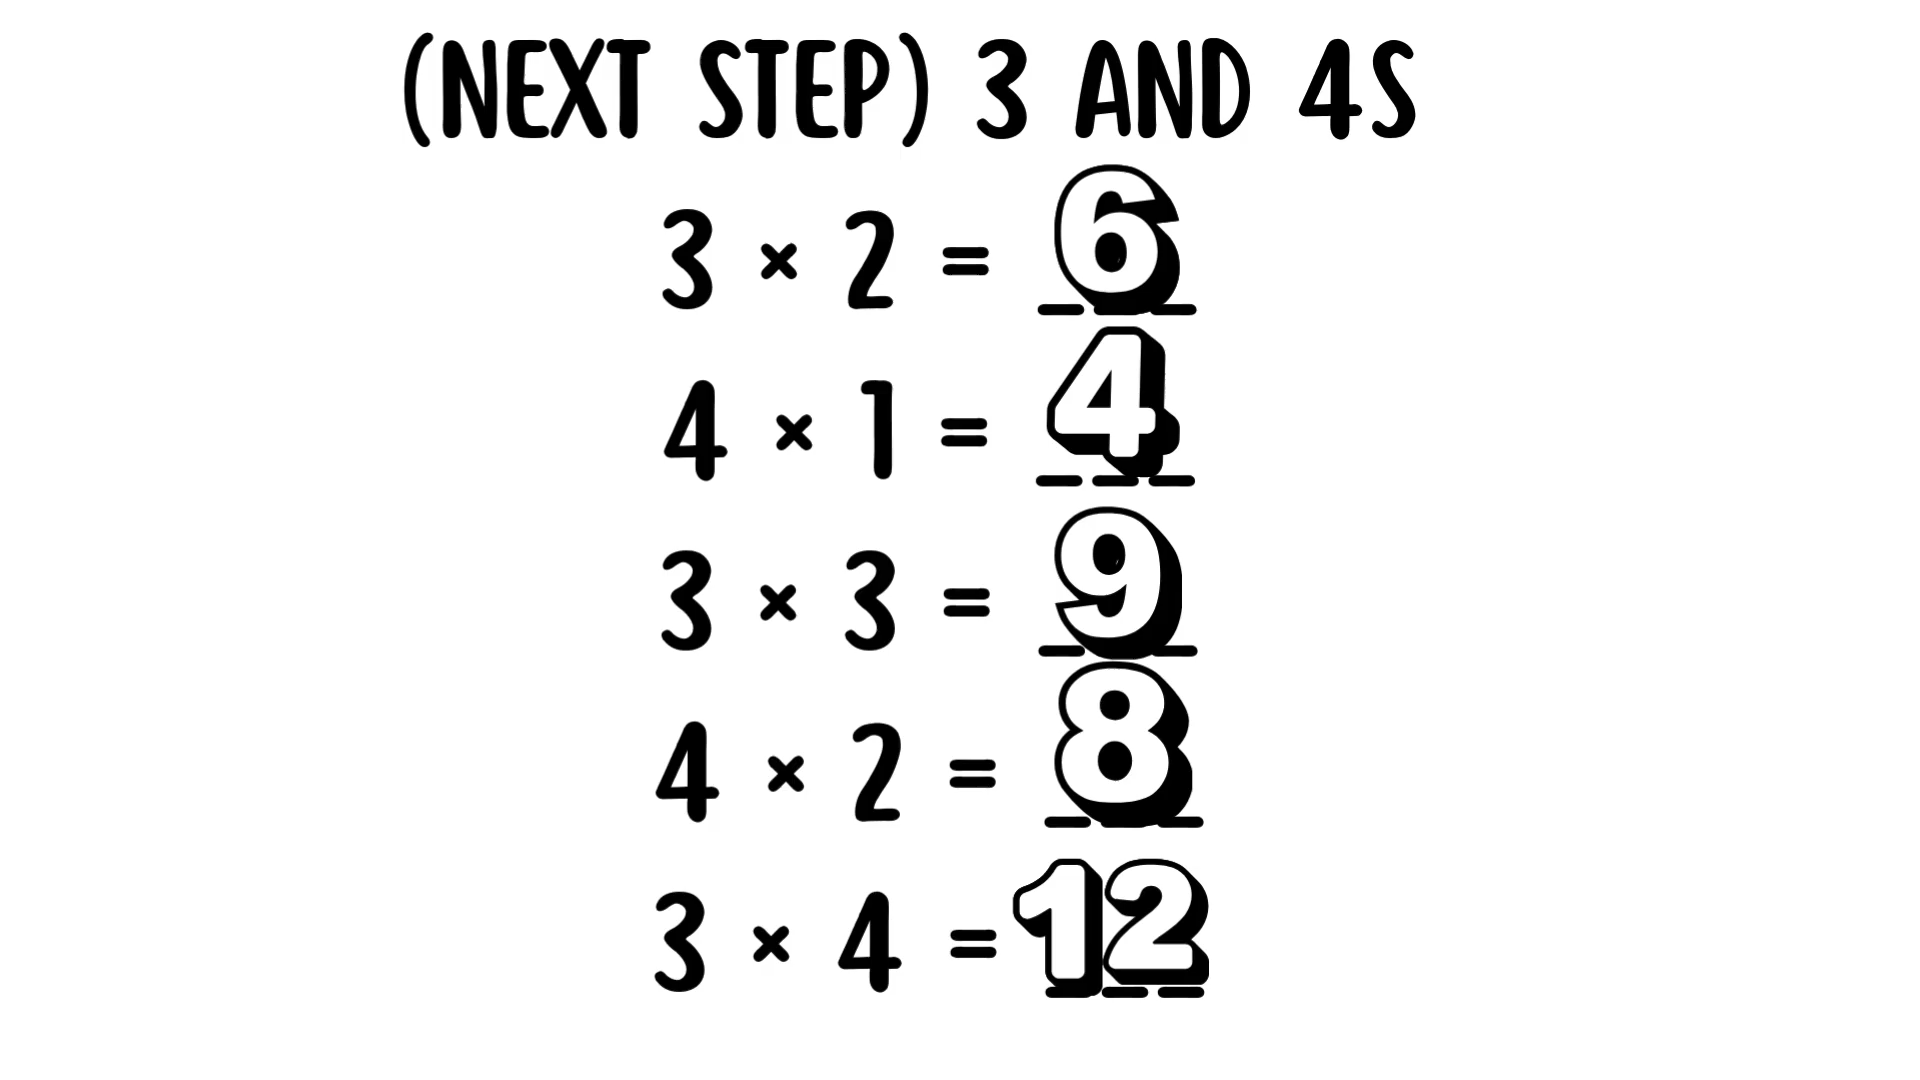 (NEXT STEP) 3 AND 4S
3 × 2 = 6
4 × 1 = 4
3 × 3 = 9
4 × 2 = 8
3 × 4 = 12